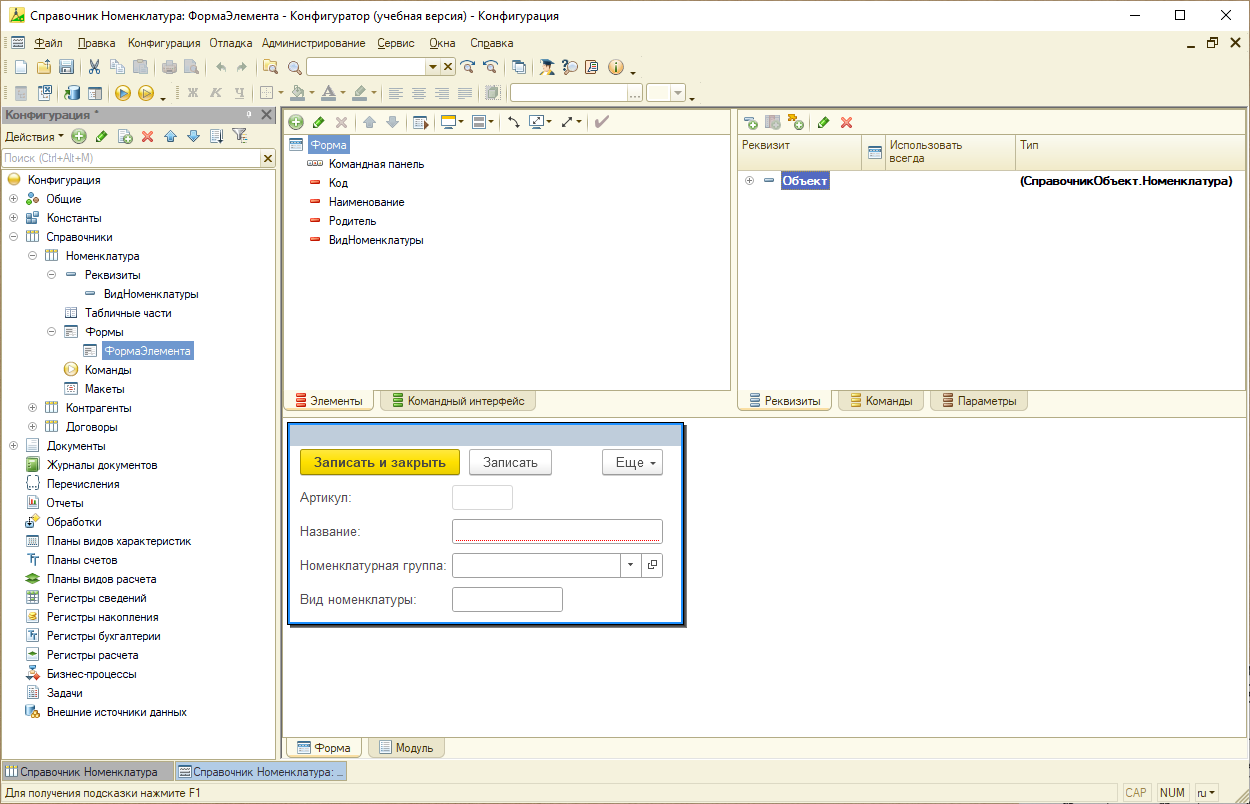 Справочник Номенклатура: ФормаЭлемента - Конфигуратор (учебная версия) - Конфигурация
Файл Правка Конфигурация Отладка Администрирование Сервис Окна Справка
Ж К Ч
Конфигурация *
Действия
Поиск (Ctrl+Alt+M)
Конфигурация
Общие
Константы
Справочники
Номенклатура
Реквизиты
ВидНоменклатуры
Табличные части
Формы
ФормаЭлемента
Команды
Макеты
Контрагенты
Договоры
Документы
Журналы документов
Перечисления
Отчеты
Обработки
Планы видов характеристик
Планы счетов
Планы видов расчета
Регистры сведений
Регистры накопления
Регистры бухгалтерии
Регистры расчета
Бизнес-процессы
Задачи
Внешние источники данных
Форма
Командная панель
Код
Наименование
Родитель
ВидНоменклатуры
Элементы Командный интерфейс
Реквизит Использовать всегда Тип
Объект (СправочникОбъект.Номенклатура)
Реквизиты Команды Параметры
Записать и закрыть Записать Еще
Артикул:
Название:
Номенклатурная группа:
Вид номенклатуры:
Форма Модуль
Справочник Номенклатура Справочник Номенклатура: ...
Для получения подсказки нажмите F1 CAP NUM ru